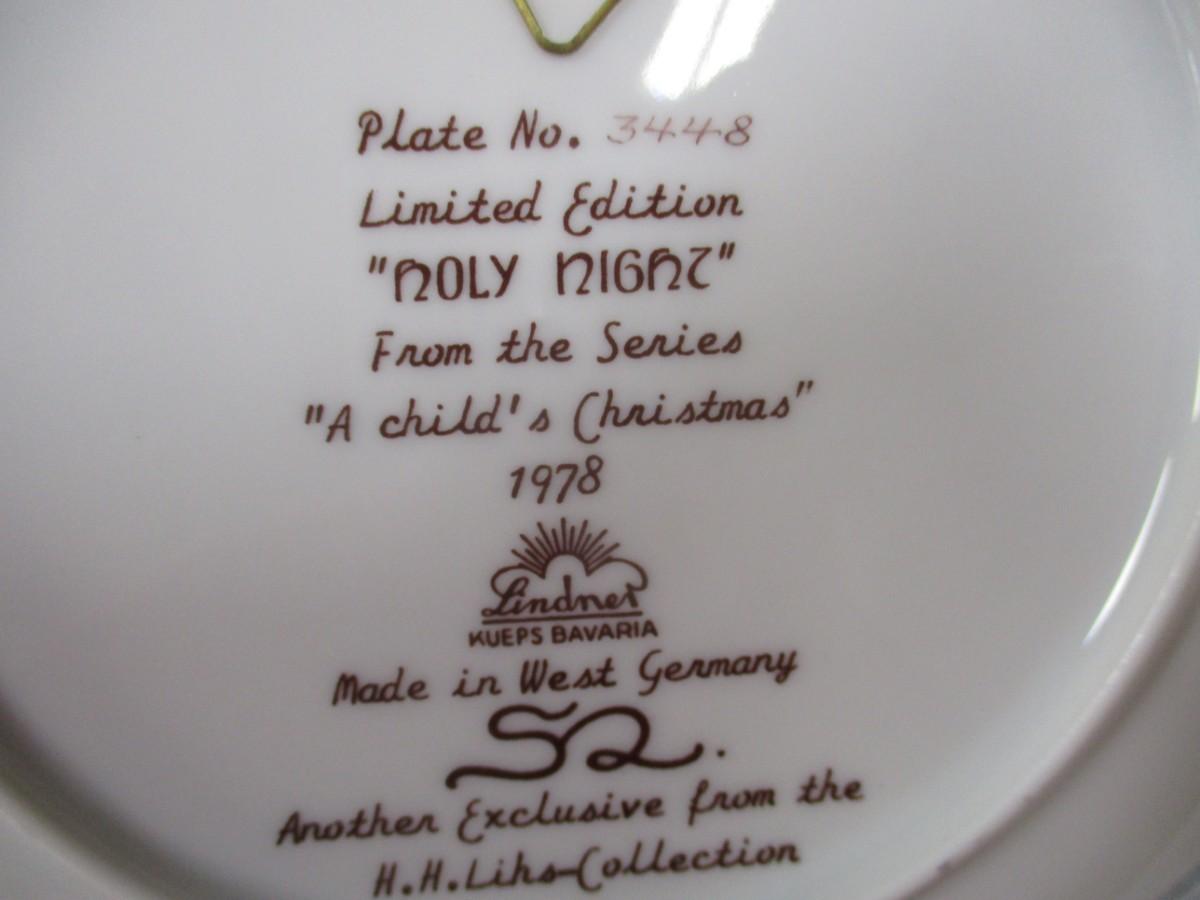 Plate No. 3448
Limited Edition
"HOLY NIGHT"
From the Series
"A child's Christmas"
1978
Lindner
KUEPS BAVARIA
Made in West Germany
Another Exclusive from the
H.H.Lihs-Collection